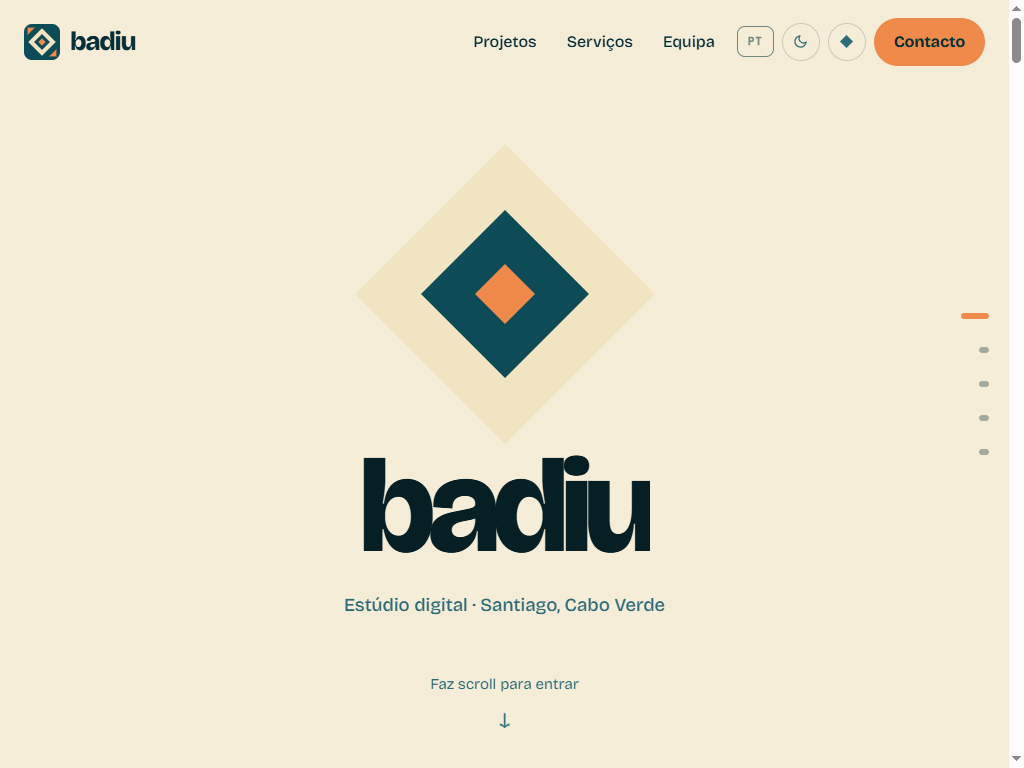 badiu
Projetos
Serviços
Equipa
PT
Contacto
badiu
Estúdio digital · Santiago, Cabo Verde
Faz scroll para entrar
↓